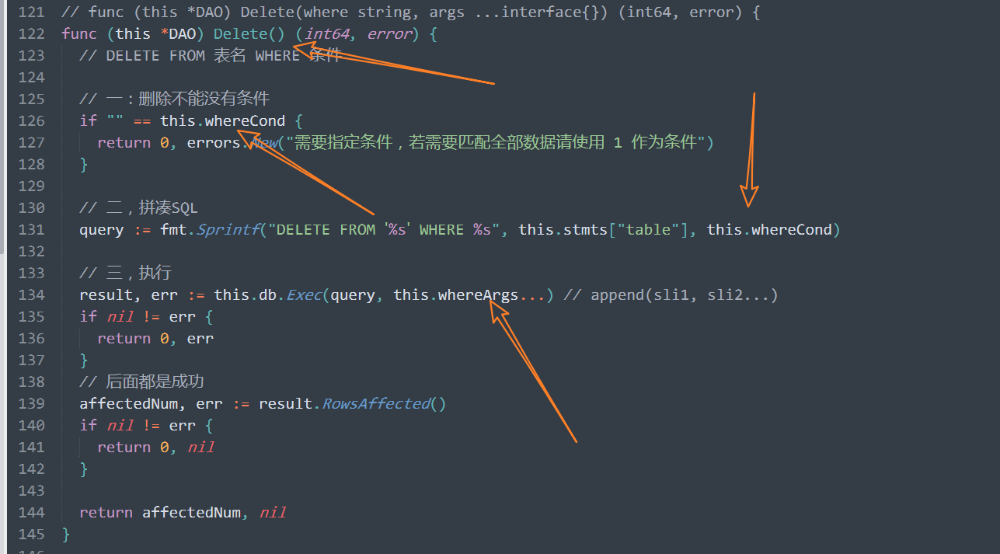 121 // func (this *DAO) Delete(where string, args ...interface{}) (int64, error) {
122 func (this *DAO) Delete() (int64, error) {
123 // DELETE FROM 表名 WHERE 条件
124
125 // 一：删除不能没有条件
126 if "" == this.whereCond {
127 return 0, errors.New("需要指定条件，若需要匹配全部数据请使用 1 作为条件")
128 }
129
130 // 二，拼凑SQL
131 query := fmt.Sprintf("DELETE FROM `%s` WHERE %s", this.stmts["table"], this.whereCond)
132
133 // 三，执行
134 result, err := this.db.Exec(query, this.whereArgs...) // append(sli1, sli2...)
135 if nil != err {
136 return 0, err
137 }
138 // 后面都是成功
139 affectedNum, err := result.RowsAffected()
140 if nil != err {
141 return 0, nil
142 }
143
144 return affectedNum, nil
145 }